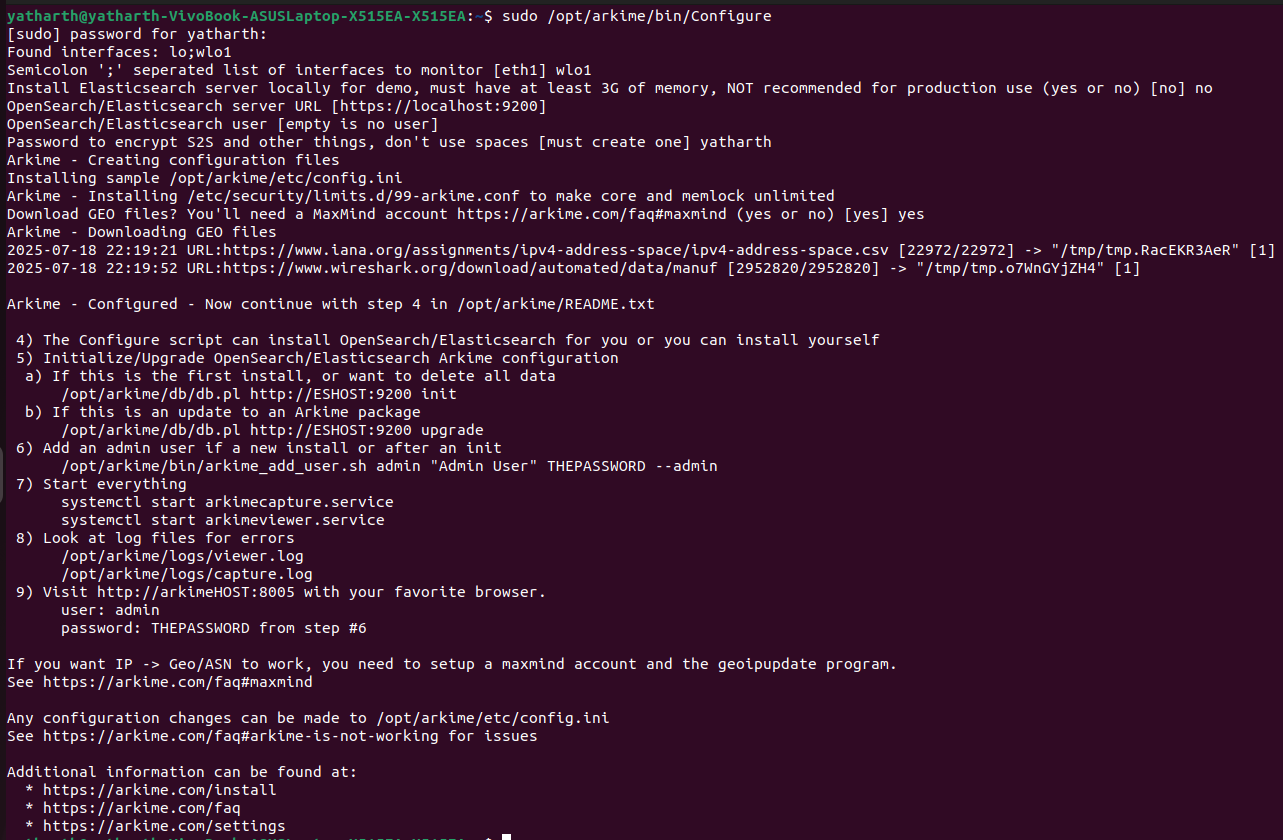 yatharth@yatharth-VivoBook-ASUSLaptop-X515EA-X515EA:~$ sudo /opt/arkime/bin/Configure
[sudo] password for yatharth:
Found interfaces: lo;wlo1
Semicolon ';' seperated list of interfaces to monitor [eth1] wlo1
Install Elasticsearch server locally for demo, must have at least 3G of memory, NOT recommended for production use (yes or no) [no] no
OpenSearch/Elasticsearch server URL [https://localhost:9200]
OpenSearch/Elasticsearch user [empty is no user]
Password to encrypt S2S and other things, don't use spaces [must create one] yatharth
Arkime - Creating configuration files
Installing sample /opt/arkime/etc/config.ini
Arkime - Installing /etc/security/limits.d/99-arkime.conf to make core and memlock unlimited
Download GEO files? You'll need a MaxMind account https://arkime.com/faq#maxmind (yes or no) [yes] yes
Arkime - Downloading GEO files
2025-07-18 22:19:21 URL:https://www.iana.org/assignments/ipv4-address-space/ipv4-address-space.csv [22972/22972] -> "/tmp/tmp.RacEKR3AeR" [1]
2025-07-18 22:19:52 URL:https://www.wireshark.org/download/automated/data/manuf [2952820/2952820] -> "/tmp/tmp.o7WnGYjZH4" [1]
Arkime - Configured - Now continue with step 4 in /opt/arkime/README.txt
4) The Configure script can install OpenSearch/Elasticsearch for you or you can install yourself
5) Initialize/Upgrade OpenSearch/Elasticsearch Arkime configuration
a) If this is the first install, or want to delete all data
/opt/arkime/db/db.pl http://ESHOST:9200 init
b) If this is an update to an Arkime package
/opt/arkime/db/db.pl http://ESHOST:9200 upgrade
6) Add an admin user if a new install or after an init
/opt/arkime/bin/arkime_add_user.sh admin "Admin User" THEPASSWORD --admin
7) Start everything
systemctl start arkimecapture.service
systemctl start arkimeviewer.service
8) Look at log files for errors
/opt/arkime/logs/viewer.log
/opt/arkime/logs/capture.log
9) Visit http://arkimeHOST:8005 with your favorite browser.
user: admin
password: THEPASSWORD from step #6
If you want IP -> Geo/ASN to work, you need to setup a maxmind account and the geoipupdate program.
See https://arkime.com/faq#maxmind
Any configuration changes can be made to /opt/arkime/etc/config.ini
See https://arkime.com/faq#arkime-is-not-working for issues
Additional information can be found at:
* https://arkime.com/install
* https://arkime.com/faq
* https://arkime.com/settings